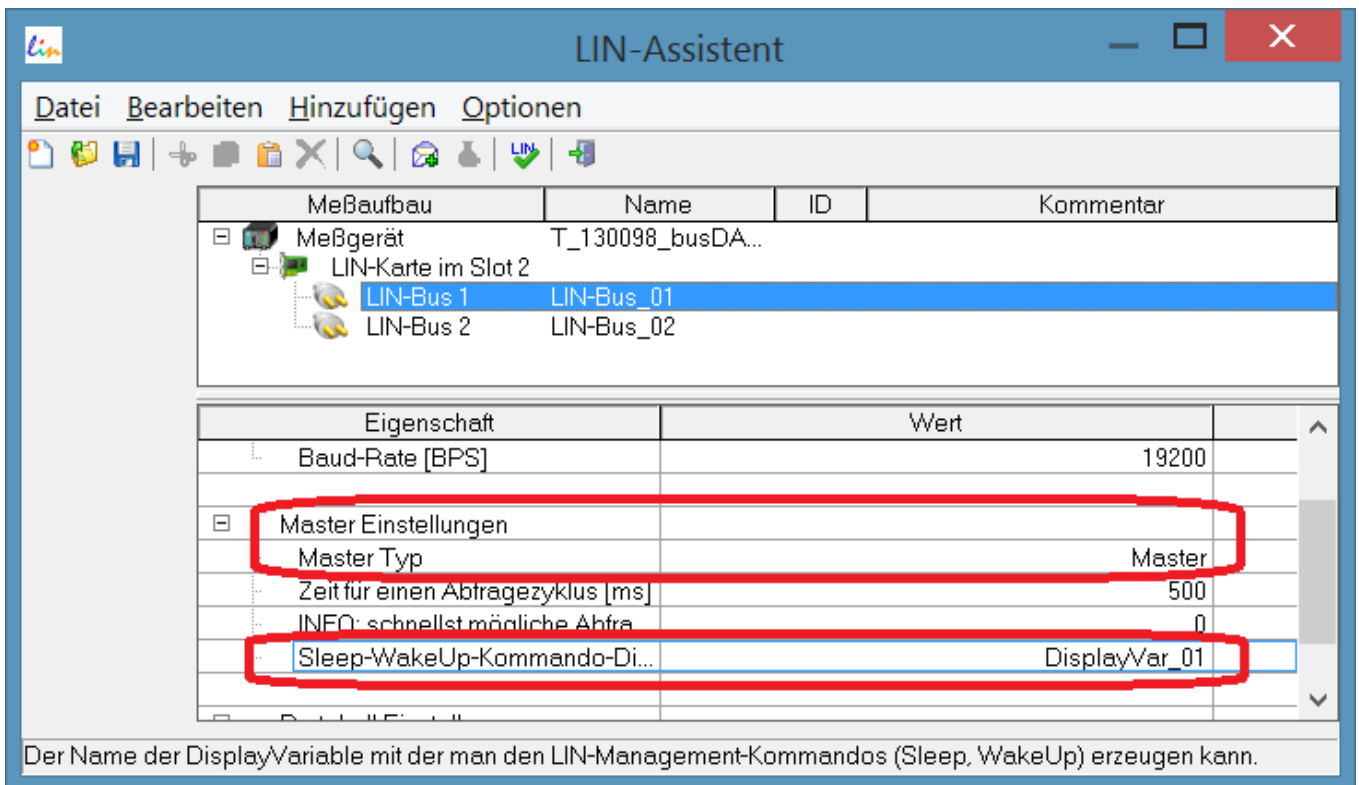 lin LIN-Assistent
Datei Bearbeiten Hinzufügen Optionen
LIN
Meßaufbau Name ID Kommentar
Meßgerät T_130098_busDA...
LIN-Karte im Slot 2
LIN-Bus 1 LIN-Bus_01
LIN-Bus 2 LIN-Bus_02
Eigenschaft Wert
Baud-Rate [BPS] 19200
Master Einstellungen
Master Typ Master
Zeit für einen Abfragezyklus [ms] 500
INFO: schnellst mögliche Abfra 0
Sleep-WakeUp-Kommando-Di... DisplayVar_01
Der Name der DisplayVariable mit der man den LIN-Management-Kommandos (Sleep, WakeUp) erzeugen kann.